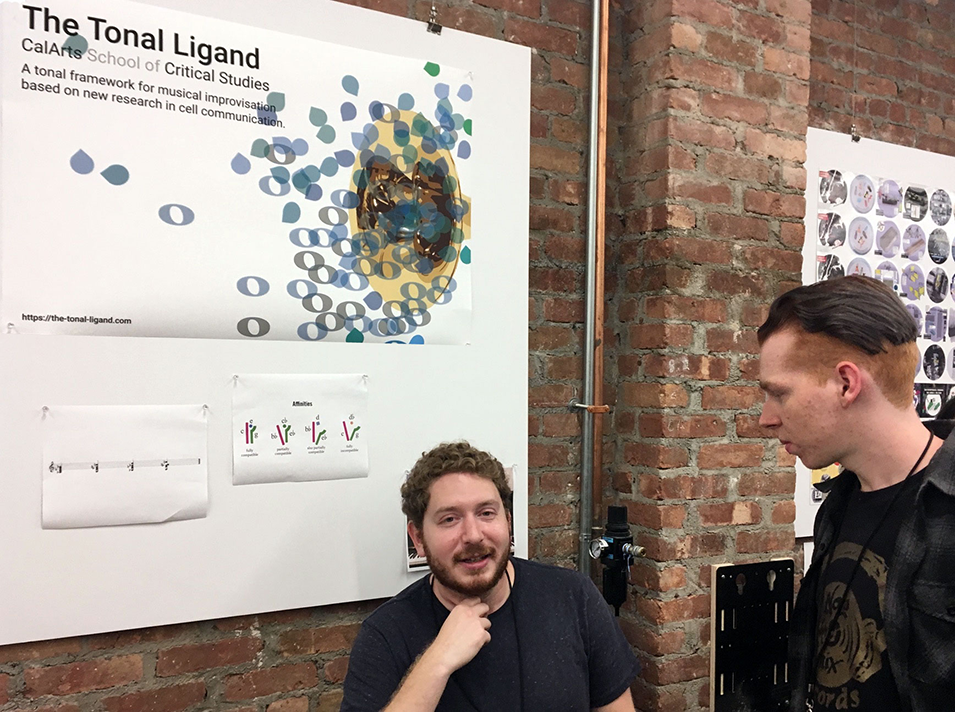 The Tonal Ligand
CalArts School of Critical Studies
A tonal framework for musical improvisation
based on new research in cell communication.
https://the-tonal-ligand.com
Affinities
fully
compatible
partially
compatible
also partially
compatible
fully
incompatible